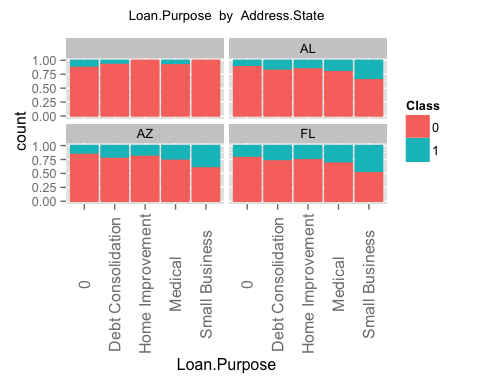 Loan.Purpose by Address.State
AL
1.00
0.75
0.50
0.25
0.00
AZ
FL
1.00
0.75
0.50
0.25
0.00
count
0
Debt Consolidation
Home Improvement
Medical
Small Business
0
Debt Consolidation
Home Improvement
Medical
Small Business
Loan.Purpose
Class
0
1